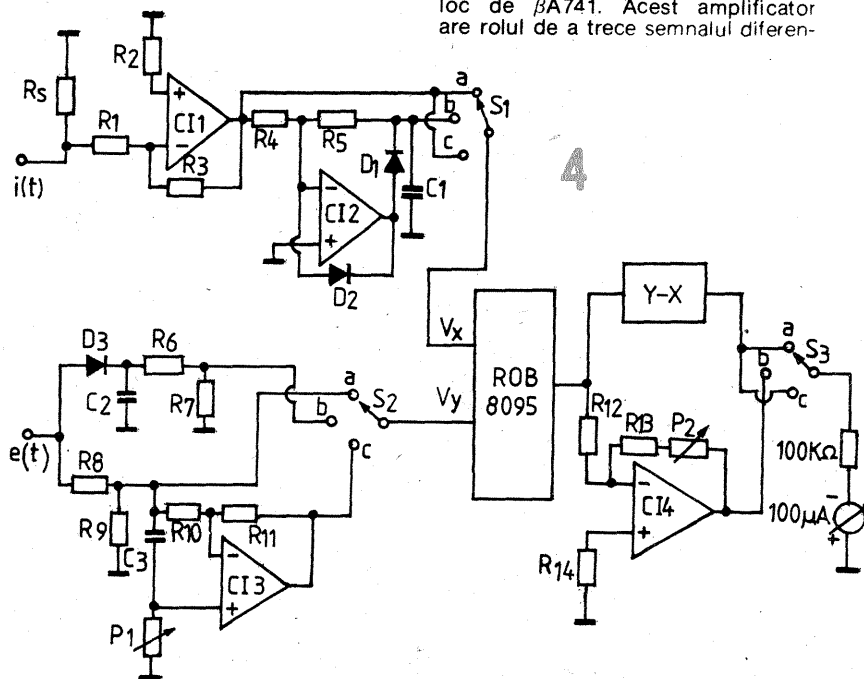 loc de βA741. Acest amplificator
are rolul de a trece semnalul diferen-
4
R2
Rs
R1
CI1
R3
R4
R5
D1
C1
CI2
D2
a
b
c
S1
i(t)
Vx
Vy
ROB
8095
Y-X
a
b
c
S3
D3
R6
C2
R7
a
b
c
S2
e(t)
R8
R9
C3
R10
R11
CI3
P1
R12
R13
P2
CI4
R14
100KΩ
100μA
-
+